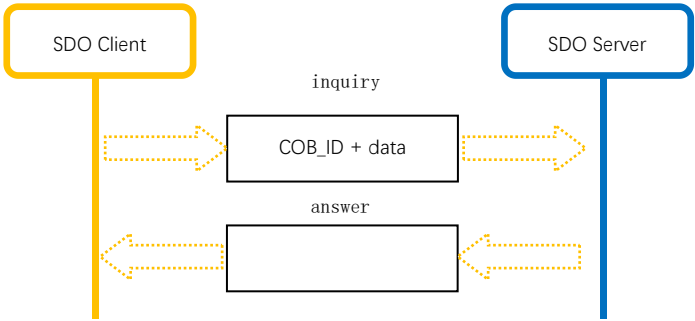 SDO Client
SDO Server
inquiry
COB_ID + data
answer